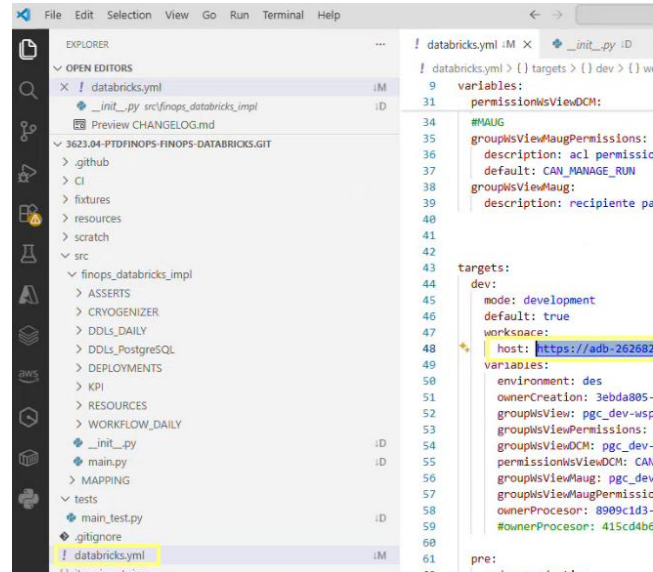 File Edit Selection View Go Run Terminal Help
EXPLORER
OPEN EDITORS
databricks.yml ↓M
__init__.py src\finops_databricks_impl ↓D
Preview CHANGELOG.md
3623.04-PTDFINOPS-FINOPS-DATABRICKS.GIT
.github
CI
fixtures
resources
scratch
src
finops_databricks_impl
ASSERTS
CRYOGENIZER
DDLs_DAILY
DDLs_PostgreSQL
DEPLOYMENTS
KPI
RESOURCES
WORKFLOW_DAILY
__init__.py ↓D
main.py ↓D
MAPPING
tests
main_test.py ↓D
.gitignore
databricks.yml ↓M
aws
databricks.yml ↓M × __init__.py ↓D
databricks.yml > { } targets > { } dev > { }
9 variables:
31 permissionWsViewDCM:
34 #MAUG
35 groupWsViewMaugPermissions:
36 description: acl permissio
37 default: CAN_MANAGE_RUN
38 groupWsViewMaug:
39 description: recipiente pa
40
41
42
43 targets:
44 dev:
45 mode: development
46 default: true
47 workspace:
48 host: https://adb-262682
49 variables:
50 environment: des
51 ownerCreation: 3ebda805-
52 groupWsView: pgc_dev-wsp
53 groupWsViewPermissions:
54 groupWsViewDCM: pgc_dev-
55 permissionWsViewDCM: CAN
56 groupWsViewMaug: pgc_dev
57 groupWsViewMaugPermissio
58 ownerProcesor: 8909c1d3-
59 #ownerProcesor: 415cd4b6
60
61 pre: